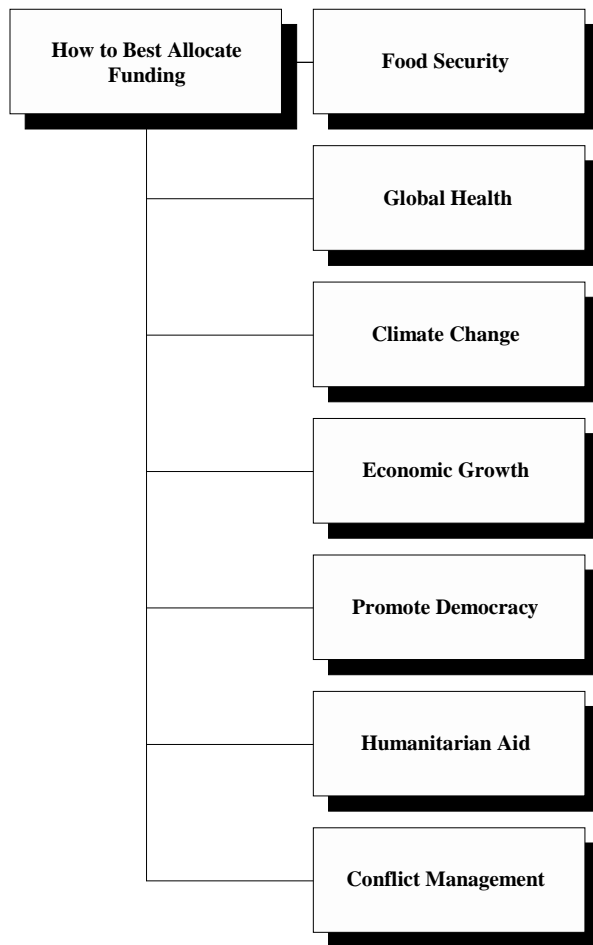 How to Best Allocate
Funding
Food Security
Global Health
Climate Change
Economic Growth
Promote Democracy
Humanitarian Aid
Conflict Management